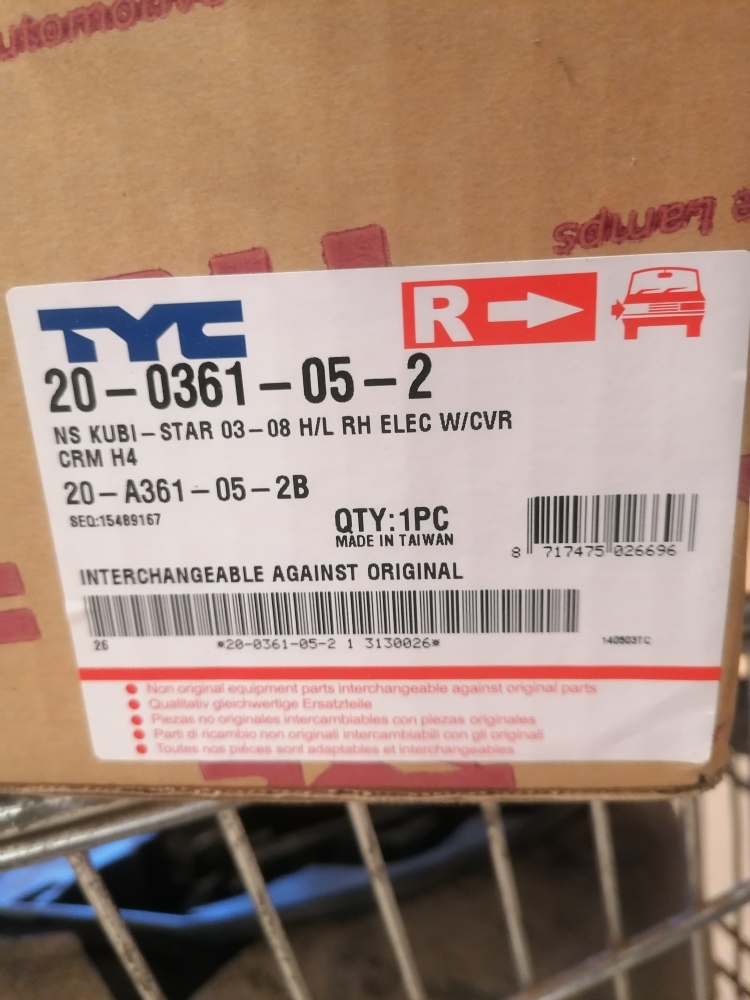 utomotive
Lamps
TYC
R
20-0361-05-2
NS KUBI-STAR 03-08 H/L RH ELEC W/CVR
CRM H4
20-A361-05-2B
SEQ:15489167
QTY:1PC
MADE IN TAIWAN
8 717475 026696
INTERCHANGEABLE AGAINST ORIGINAL
26 *20-0361-05-2 1 3130026* 140503TC
● Non original equipment parts interchangeable against original parts
● Qualitativ gleichwertige Ersatzteile
● Piezas no originales intercambiables con piezas originales
● Parti di ricambio non originali intercambiabili con gli originali
● Toutes nos pièces sont adaptables et interchangeables